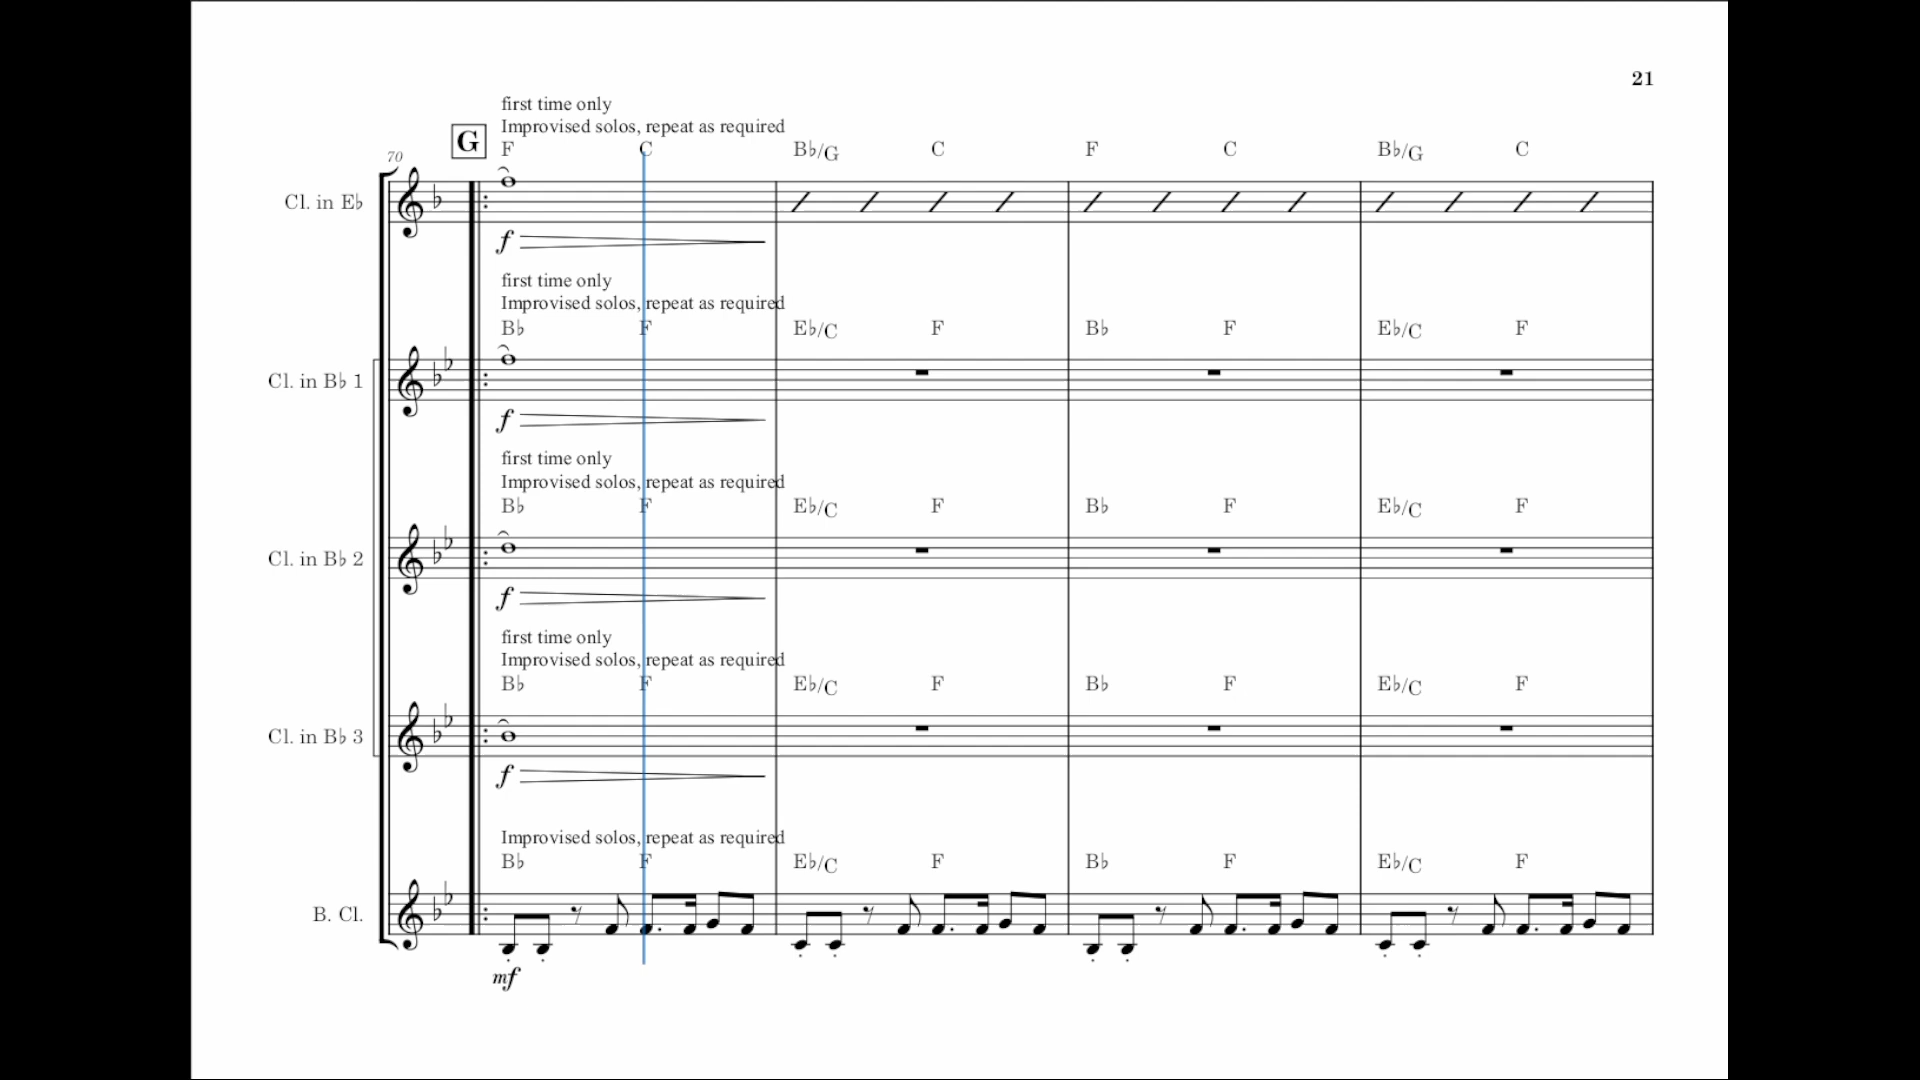 21
first time only
Improvised solos, repeat as required
G
F C B♭/G C F C B♭/G C
70
Cl. in E♭
f
first time only
Improvised solos, repeat as required
B♭ F E♭/C F B♭ F E♭/C F
Cl. in B♭ 1
f
first time only
Improvised solos, repeat as required
B♭ F E♭/C F B♭ F E♭/C F
Cl. in B♭ 2
f
first time only
Improvised solos, repeat as required
B♭ F E♭/C F B♭ F E♭/C F
Cl. in B♭ 3
f
Improvised solos, repeat as required
B♭ F E♭/C F B♭ F E♭/C F
B. Cl.
mf